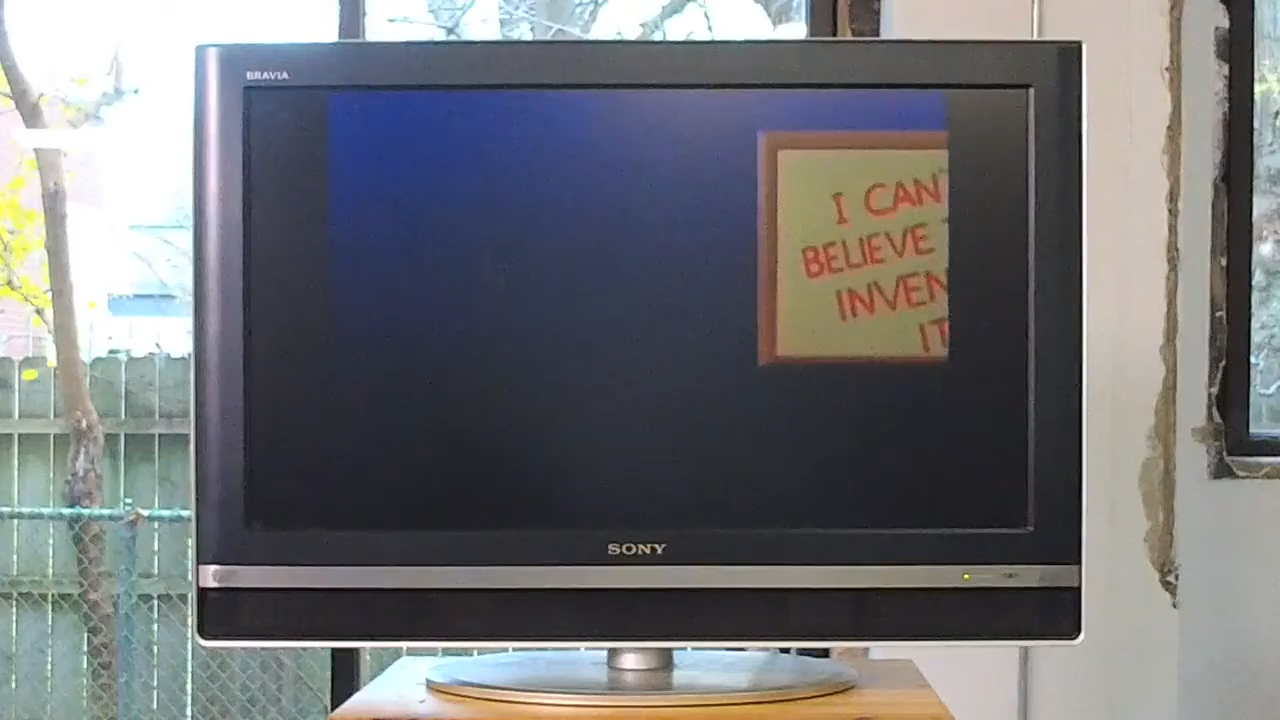 BRAVIA
I CAN'
BELIEVE
INVEN
IT
SONY